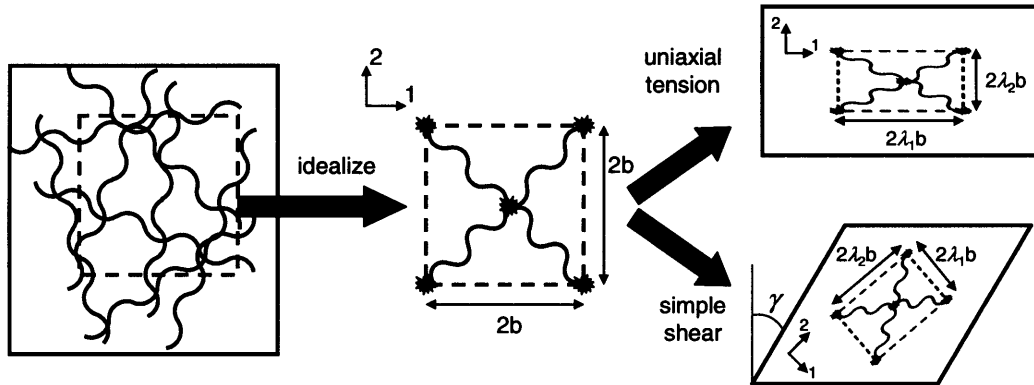 idealize
2
1
2b
2b
uniaxial
tension
2
1
2λ₂b
2λ₁b
simple
shear
γ
2
1
2λ₂b
2λ₁b